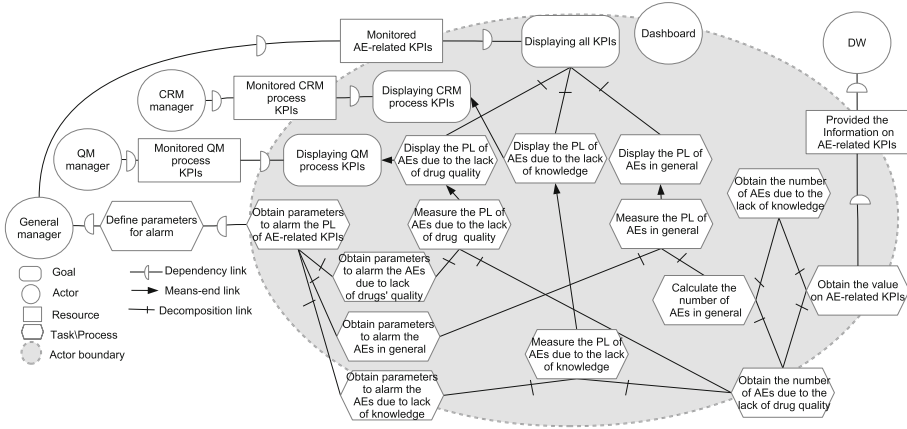 Monitored
AE-related KPIs
Displaying all KPIs
Dashboard
DW
CRM
manager
Monitored CRM
process
KPIs
Displaying CRM
process KPIs
Provided the
Information on
AE-related KPIs
QM
manager
Monitored QM
process
KPIs
Displaying QM
process KPIs
Display the PL of
AEs due to the lack
of drug quality
Display the PL of
AEs due to the lack
of knowledge
Display the PL of
AEs in general
Obtain the number
of AEs due to the
lack of knowledge
General
manager
Define parameters
for alarm
Obtain parameters
to alarm the PL
of AE-related KPIs
Measure the PL of
AEs due to the lack
of drug quality
Measure the PL of
AEs in general
Obtain parameters
to alarm the AEs
due to lack
of drugs' quality
Calculate the
number of
AEs in general
Obtain the value
on AE-related KPIs
Obtain parameters
to alarm the
AEs in general
Measure the PL of
AEs due to the lack
of knowledge
Obtain parameters
to alarm the
AEs due to lack
of knowledge
Obtain the number
of AEs due to the
lack of drug quality
Goal
Actor
Resource
Task\Process
Actor boundary
Dependency link
Means-end link
Decomposition link